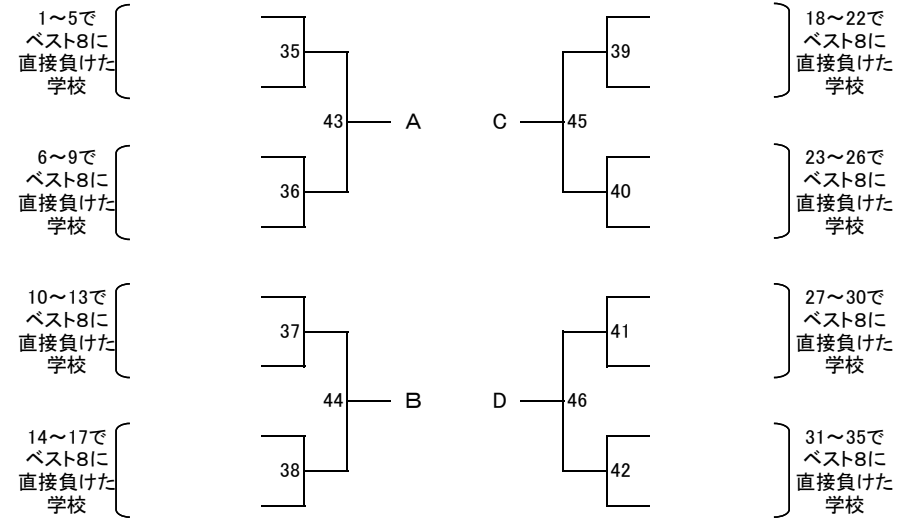 1～5で
ベスト8に
直接負けた
学校
35
43
A
36
6～9で
ベスト8に
直接負けた
学校
10～13で
ベスト8に
直接負けた
学校
37
44
B
38
14～17で
ベスト8に
直接負けた
学校
39
C
45
40
18～22で
ベスト8に
直接負けた
学校
23～26で
ベスト8に
直接負けた
学校
41
D
46
42
27～30で
ベスト8に
直接負けた
学校
31～35で
ベスト8に
直接負けた
学校